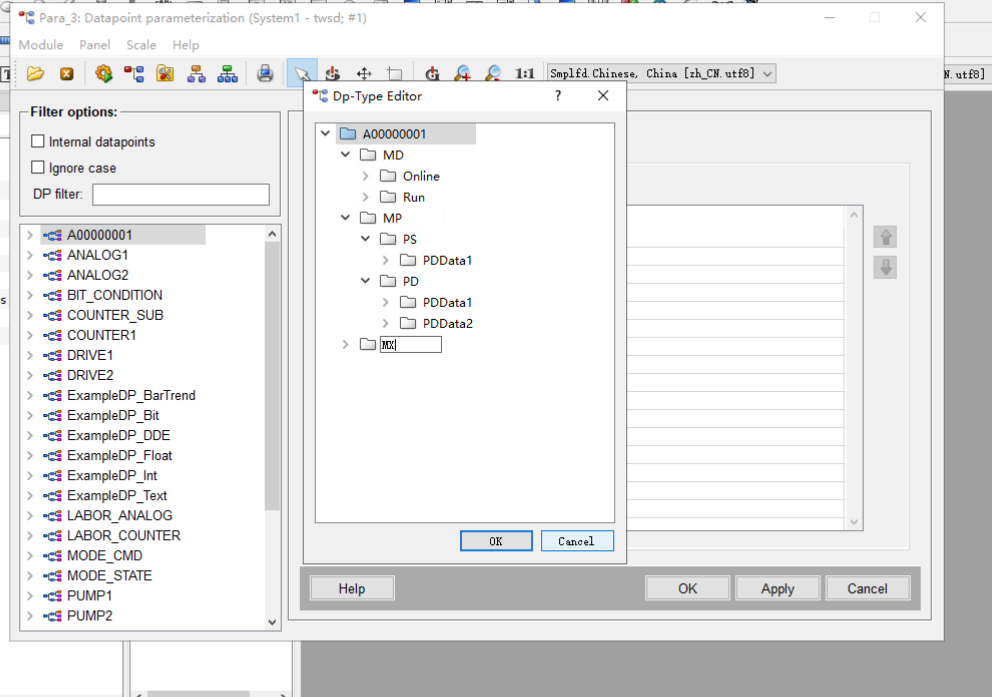 Para_3: Datapoint parameterization (System1 - twsd; #1)
Module Panel Scale Help
1:1 Smplfd.Chinese, China [zh_CN.utf8]
N.utf8]
Filter options:
Internal datapoints
Ignore case
DP filter:
A00000001
ANALOG1
ANALOG2
BIT_CONDITION
COUNTER_SUB
COUNTER1
DRIVE1
DRIVE2
ExampleDP_BarTrend
ExampleDP_Bit
ExampleDP_DDE
ExampleDP_Float
ExampleDP_Int
ExampleDP_Text
LABOR_ANALOG
LABOR_COUNTER
MODE_CMD
MODE_STATE
PUMP1
PUMP2
Dp-Type Editor ?
A00000001
MD
Online
Run
MP
PS
PDData1
PD
PDData1
PDData2
MX
OK Cancel
Help OK Apply Cancel
s